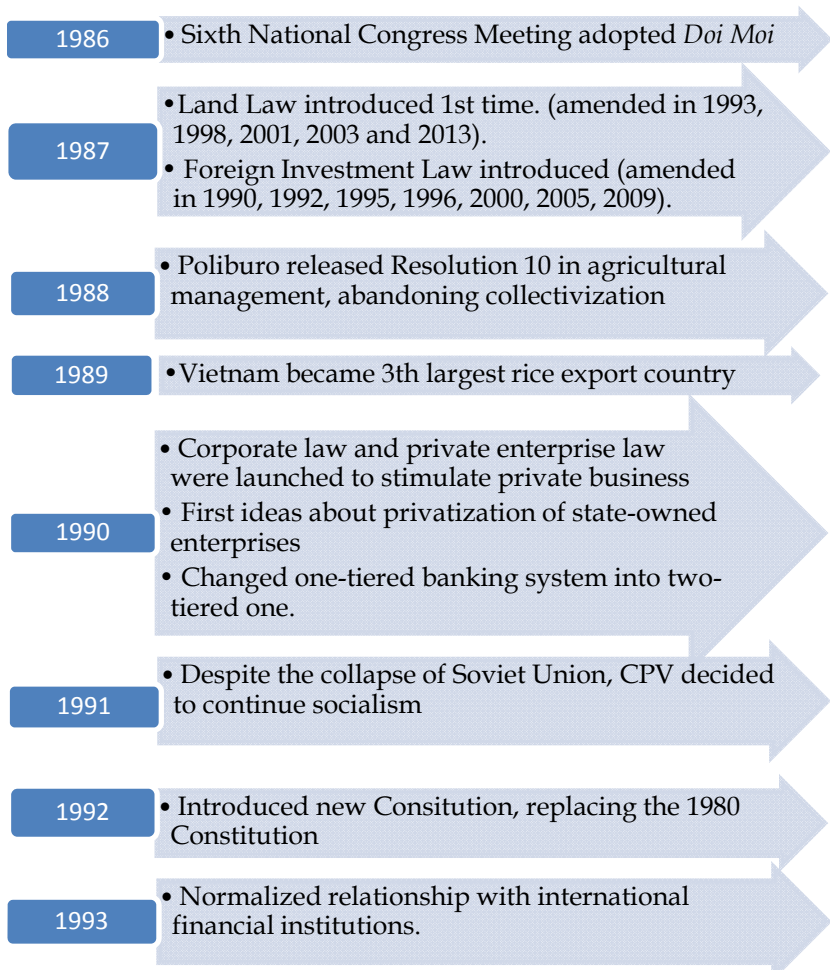 1986
• Sixth National Congress Meeting adopted Doi Moi
1987
•Land Law introduced 1st time. (amended in 1993,
1998, 2001, 2003 and 2013).
• Foreign Investment Law introduced (amended
in 1990, 1992, 1995, 1996, 2000, 2005, 2009).
1988
• Poliburo released Resolution 10 in agricultural
management, abandoning collectivization
1989
•Vietnam became 3th largest rice export country
1990
• Corporate law and private enterprise law
were launched to stimulate private business
• First ideas about privatization of state-owned
enterprises
• Changed one-tiered banking system into two-
tiered one.
1991
• Despite the collapse of Soviet Union, CPV decided
to continue socialism
1992
• Introduced new Consitution, replacing the 1980
Constitution
1993
• Normalized relationship with international
financial institutions.